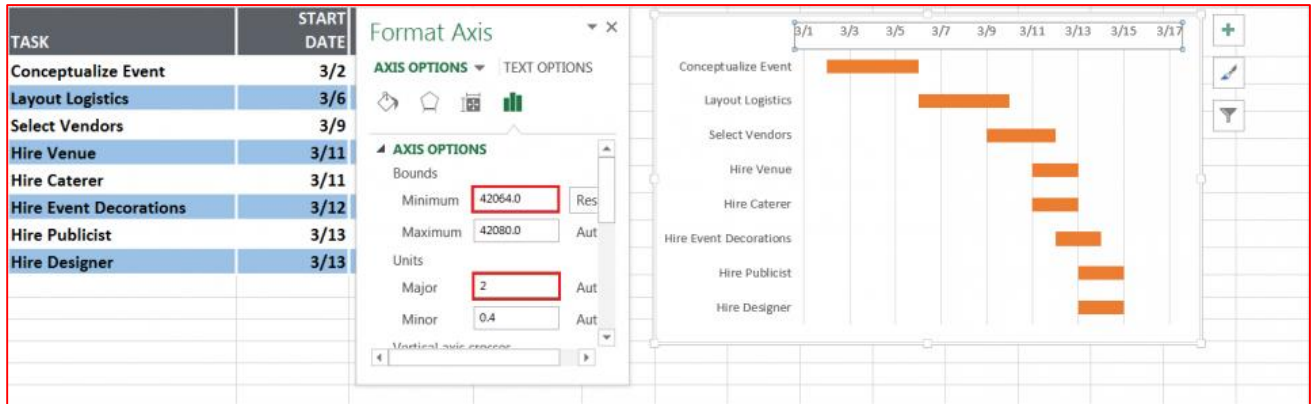 TASK START DATE
Conceptualize Event 3/2
Layout Logistics 3/6
Select Vendors 3/9
Hire Venue 3/11
Hire Caterer 3/11
Hire Event Decorations 3/12
Hire Publicist 3/13
Hire Designer 3/13
Format Axis
AXIS OPTIONS TEXT OPTIONS
AXIS OPTIONS
Bounds
Minimum 42064.0 Res
Maximum 42080.0 Aut
Units
Major 2 Aut
Minor 0.4 Aut
Vertical axis crosses
3/1 3/3 3/5 3/7 3/9 3/11 3/13 3/15 3/17
Conceptualize Event
Layout Logistics
Select Vendors
Hire Venue
Hire Caterer
Hire Event Decorations
Hire Publicist
Hire Designer